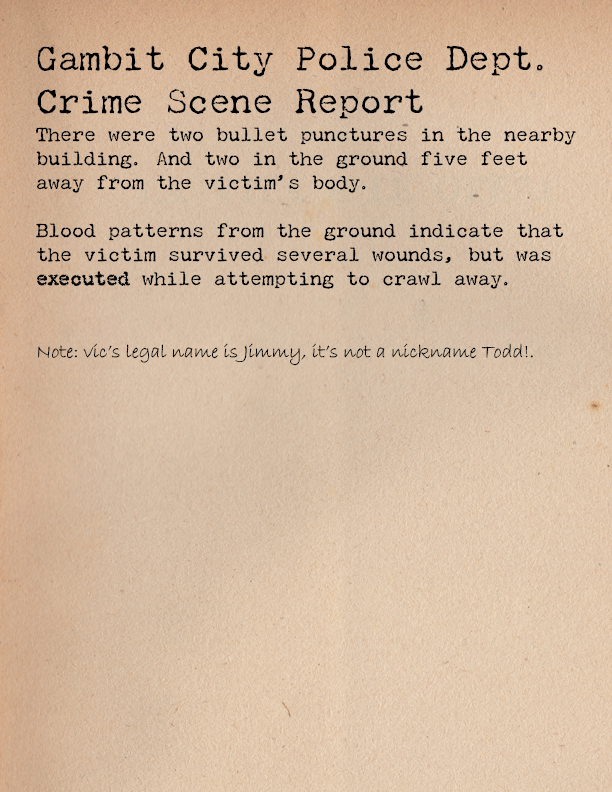 Gambit City Police Dept.
Crime Scene Report
There were two bullet punctures in the nearby
building. And two in the ground five feet
away from the victim's body.
Blood patterns from the ground indicate that
the victim survived several wounds, but was
executed while attempting to crawl away.
Note: vic's legal name is Jimmy, it's not a nickname Todd!.